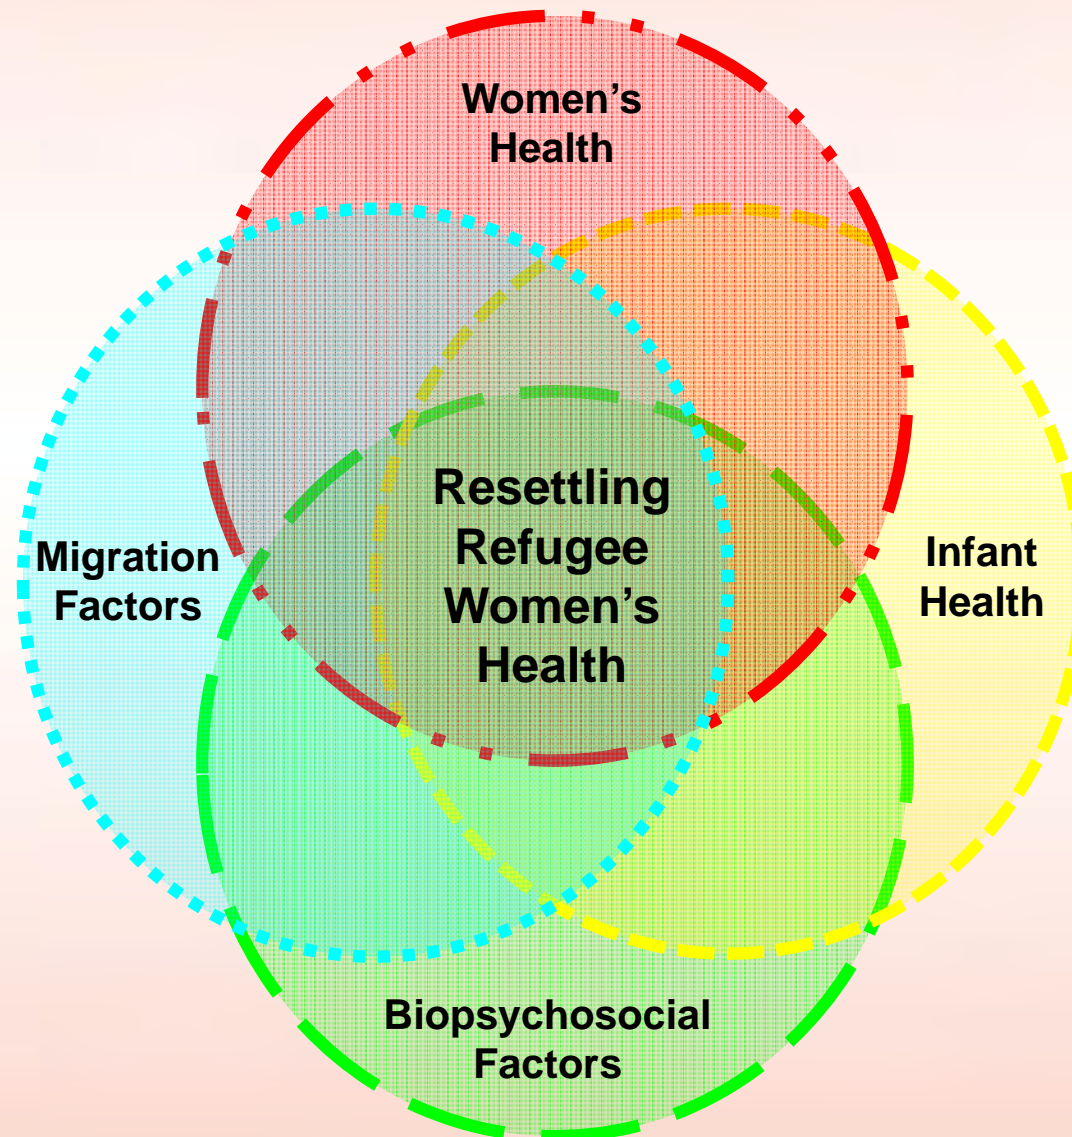 Women’s
Health
Resettling
Refugee
Women’s
Health
Migration
Factors
Infant
Health
Biopsychosocial
Factors